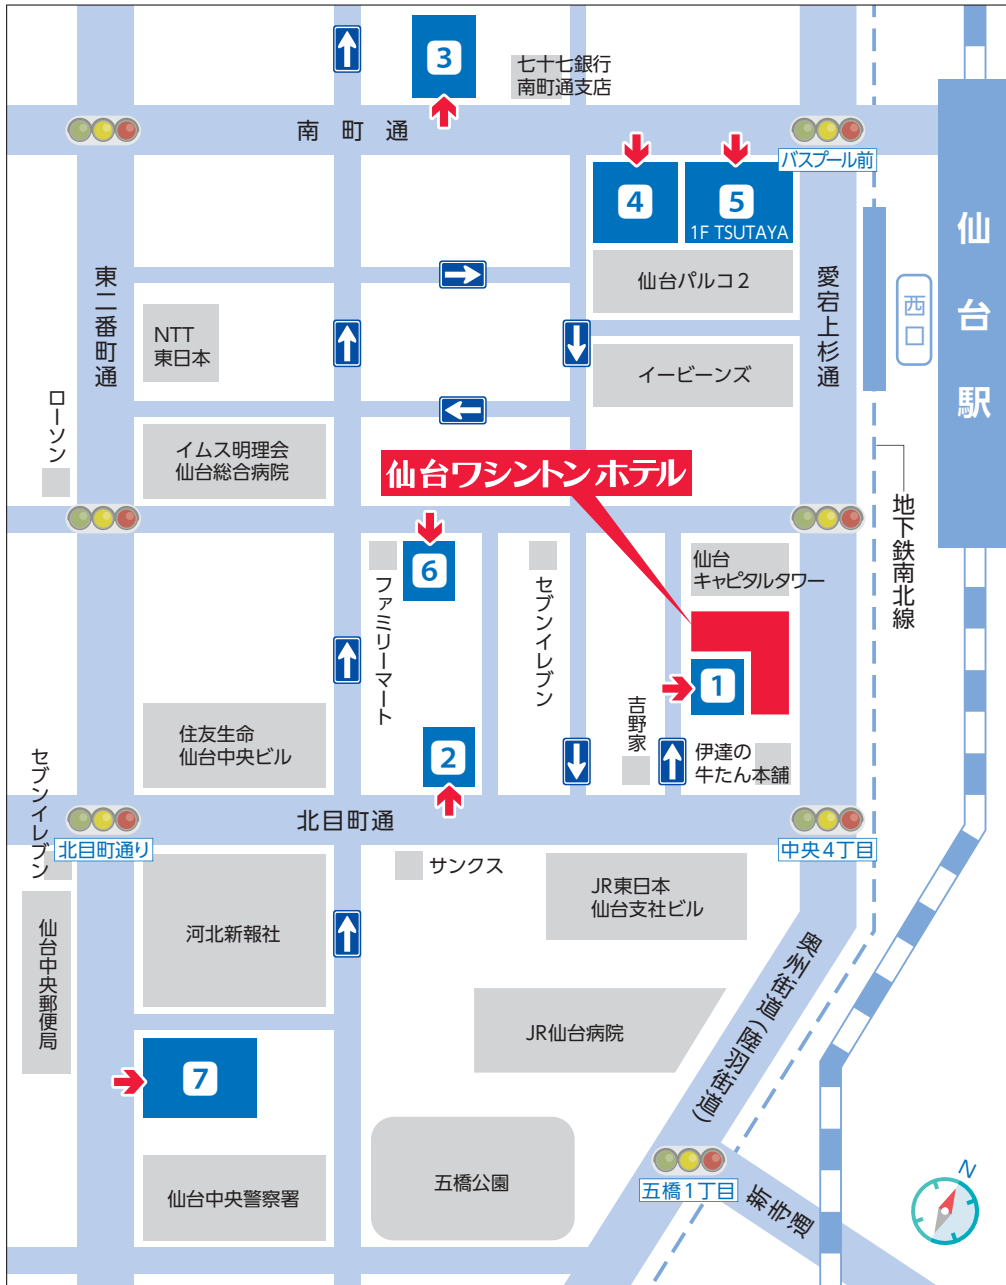 3
七十七銀行
南町通支店
南町通
バスプール前
4
5
1F TSUTAYA
仙台駅
西口
東二番町通
仙台パルコ2
愛宕上杉通
NTT
東日本
イービーンズ
ローソン
イムス明理会
仙台総合病院
仙台ワシントンホテル
地下鉄南北線
6
ファミリーマート
セブンイレブン
仙台
キャピタルタワー
1
吉野家
伊達の
牛たん本舗
住友生命
仙台中央ビル
2
セブンイレブン
北目町通
北目町通り
中央4丁目
サンクス
JR東日本
仙台支社ビル
河北新報社
仙台中央郵便局
奥州街道(陸羽街道)
JR仙台病院
7
仙台中央警察署
五橋公園
五橋1丁目
新寺通
N